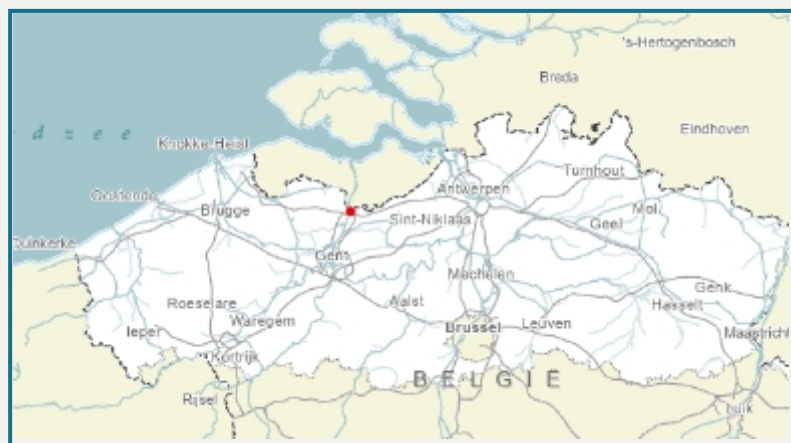 's-Hertogenbosch
Breda
Eindhoven
d z e e
Knokke-Heist
Turnhout
Antwerpen
Oostende
Brugge
Mol
Sint-Niklaas
Geel
Duinkerke
Gent
Mechelen
Genk
Roeselare
Aalst
Hasselt
Ieper
Waregem
Brussel
Leuven
Maastricht
Kortrijk
BELGIË
Rijsel
Luik